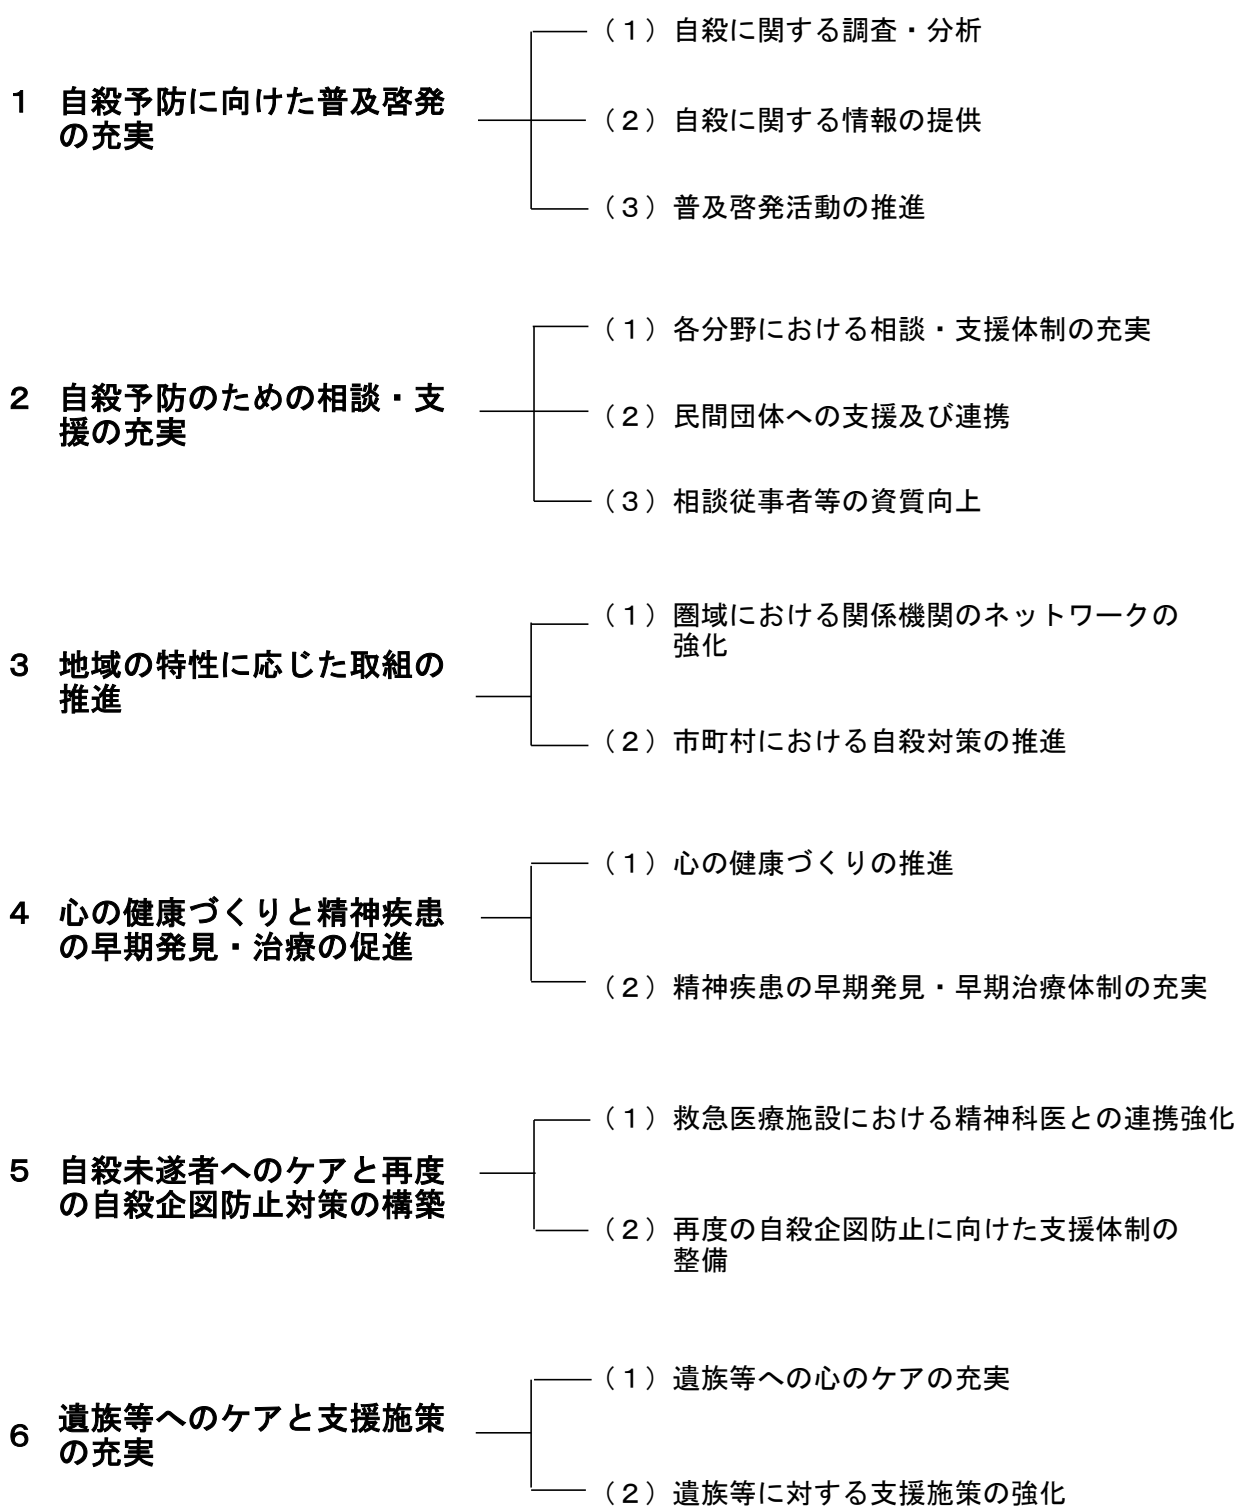 1 自殺予防に向けた普及啓発
の充実
（１）自殺に関する調査・分析
（２）自殺に関する情報の提供
（３）普及啓発活動の推進
2 自殺予防のための相談・支
援の充実
（１）各分野における相談・支援体制の充実
（２）民間団体への支援及び連携
（３）相談従事者等の資質向上
3 地域の特性に応じた取組の
推進
（１）圏域における関係機関のネットワークの
強化
（２）市町村における自殺対策の推進
4 心の健康づくりと精神疾患
の早期発見・治療の促進
（１）心の健康づくりの推進
（２）精神疾患の早期発見・早期治療体制の充実
5 自殺未遂者へのケアと再度
の自殺企図防止対策の構築
（１）救急医療施設における精神科医との連携強化
（２）再度の自殺企図防止に向けた支援体制の
整備
6 遺族等へのケアと支援施策
の充実
（１）遺族等への心のケアの充実
（２）遺族等に対する支援施策の強化